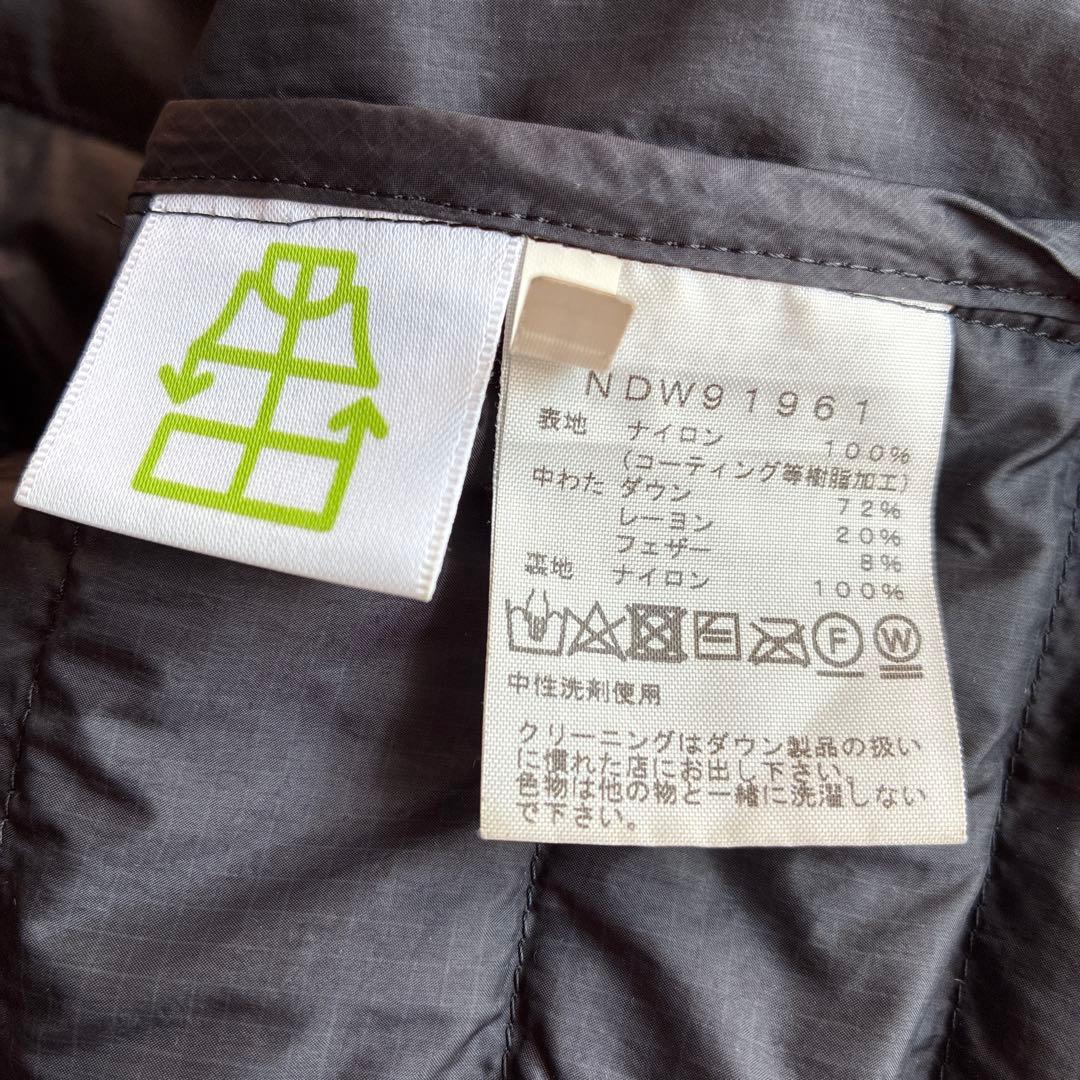 NDW91961
表地 ナイロン 100%
(コーティング等樹脂加工)
中わた ダウン 72%
レーヨン 20%
フェザー 8%
裏地 ナイロン 100%
F W
中性洗剤使用
クリーニングはダウン製品の扱い
に慣れた店にお出し下さい。
色物は他の物と一緒に洗濯しない
で下さい。